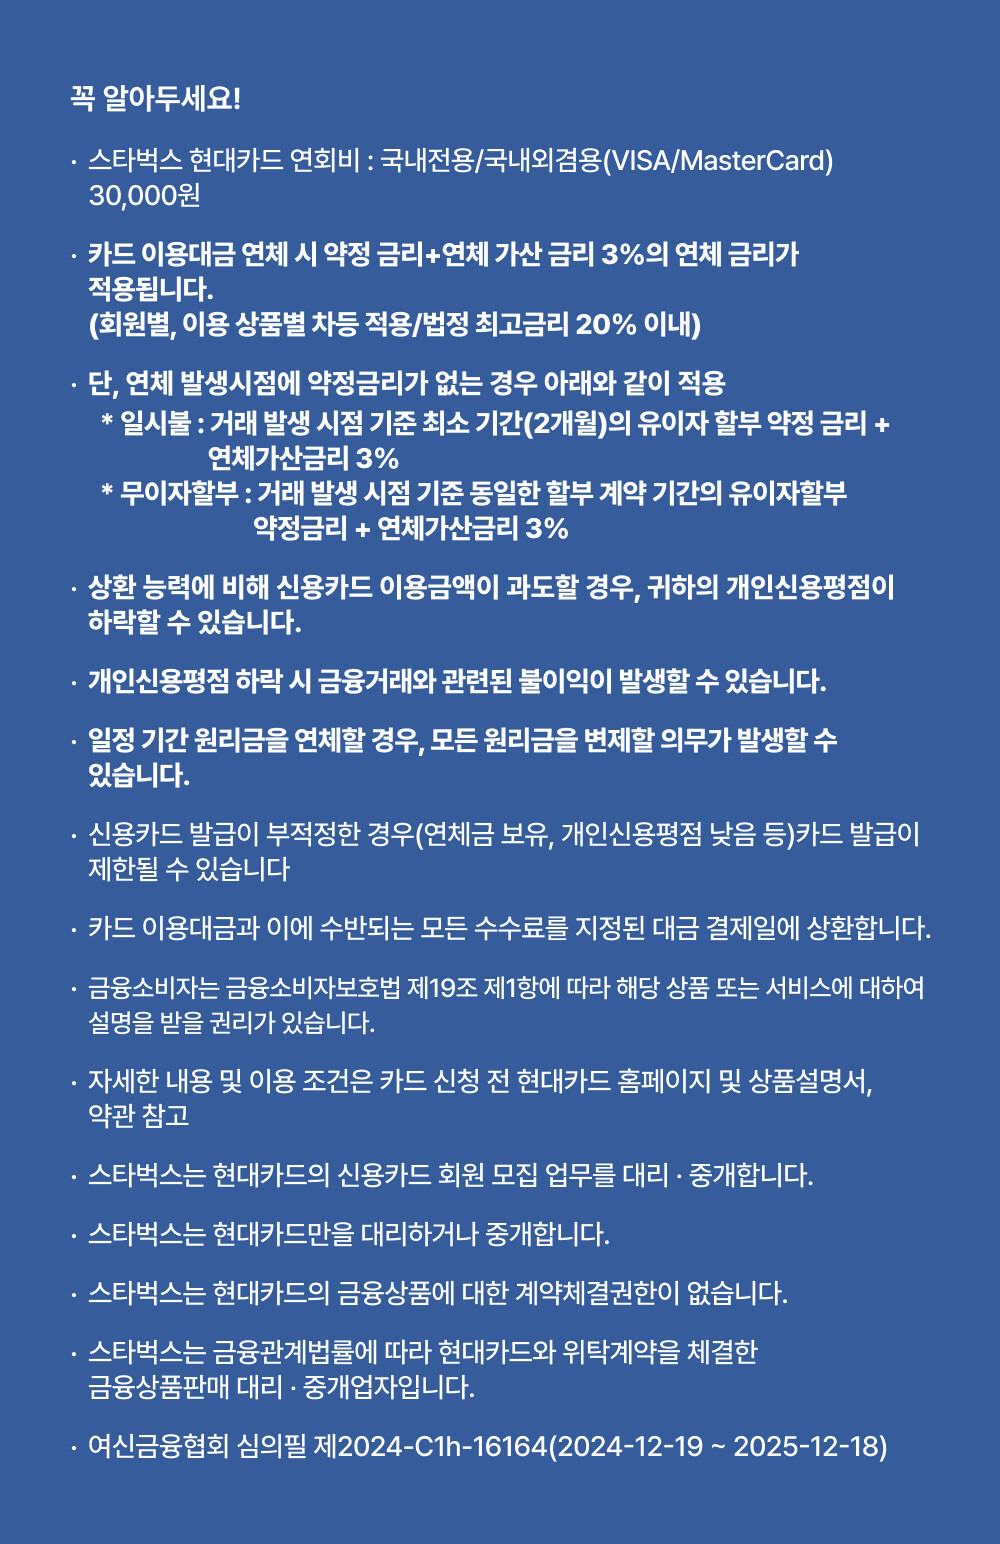 꼭 알아두세요!
· 스타벅스 현대카드 연회비 : 국내전용/국내외겸용(VISA/MasterCard)
30,000원
· 카드 이용대금 연체 시 약정 금리+연체 가산 금리 3%의 연체 금리가
적용됩니다.
(회원별, 이용 상품별 차등 적용/법정 최고금리 20% 이내)
· 단, 연체 발생시점에 약정금리가 없는 경우 아래와 같이 적용
* 일시불 : 거래 발생 시점 기준 최소 기간(2개월)의 유이자 할부 약정 금리 +
연체가산금리 3%
* 무이자할부 : 거래 발생 시점 기준 동일한 할부 계약 기간의 유이자할부
약정금리 + 연체가산금리 3%
· 상환 능력에 비해 신용카드 이용금액이 과도할 경우, 귀하의 개인신용평점이
하락할 수 있습니다.
· 개인신용평점 하락 시 금융거래와 관련된 불이익이 발생할 수 있습니다.
· 일정 기간 원리금을 연체할 경우, 모든 원리금을 변제할 의무가 발생할 수
있습니다.
· 신용카드 발급이 부적정한 경우(연체금 보유, 개인신용평점 낮음 등)카드 발급이
제한될 수 있습니다
· 카드 이용대금과 이에 수반되는 모든 수수료를 지정된 대금 결제일에 상환합니다.
· 금융소비자는 금융소비자보호법 제19조 제1항에 따라 해당 상품 또는 서비스에 대하여
설명을 받을 권리가 있습니다.
· 자세한 내용 및 이용 조건은 카드 신청 전 현대카드 홈페이지 및 상품설명서,
약관 참고
· 스타벅스는 현대카드의 신용카드 회원 모집 업무를 대리 · 중개합니다.
· 스타벅스는 현대카드만을 대리하거나 중개합니다.
· 스타벅스는 현대카드의 금융상품에 대한 계약체결권한이 없습니다.
· 스타벅스는 금융관계법률에 따라 현대카드와 위탁계약을 체결한
금융상품판매 대리 · 중개업자입니다.
· 여신금융협회 심의필 제2024-C1h-16164(2024-12-19 ~ 2025-12-18)